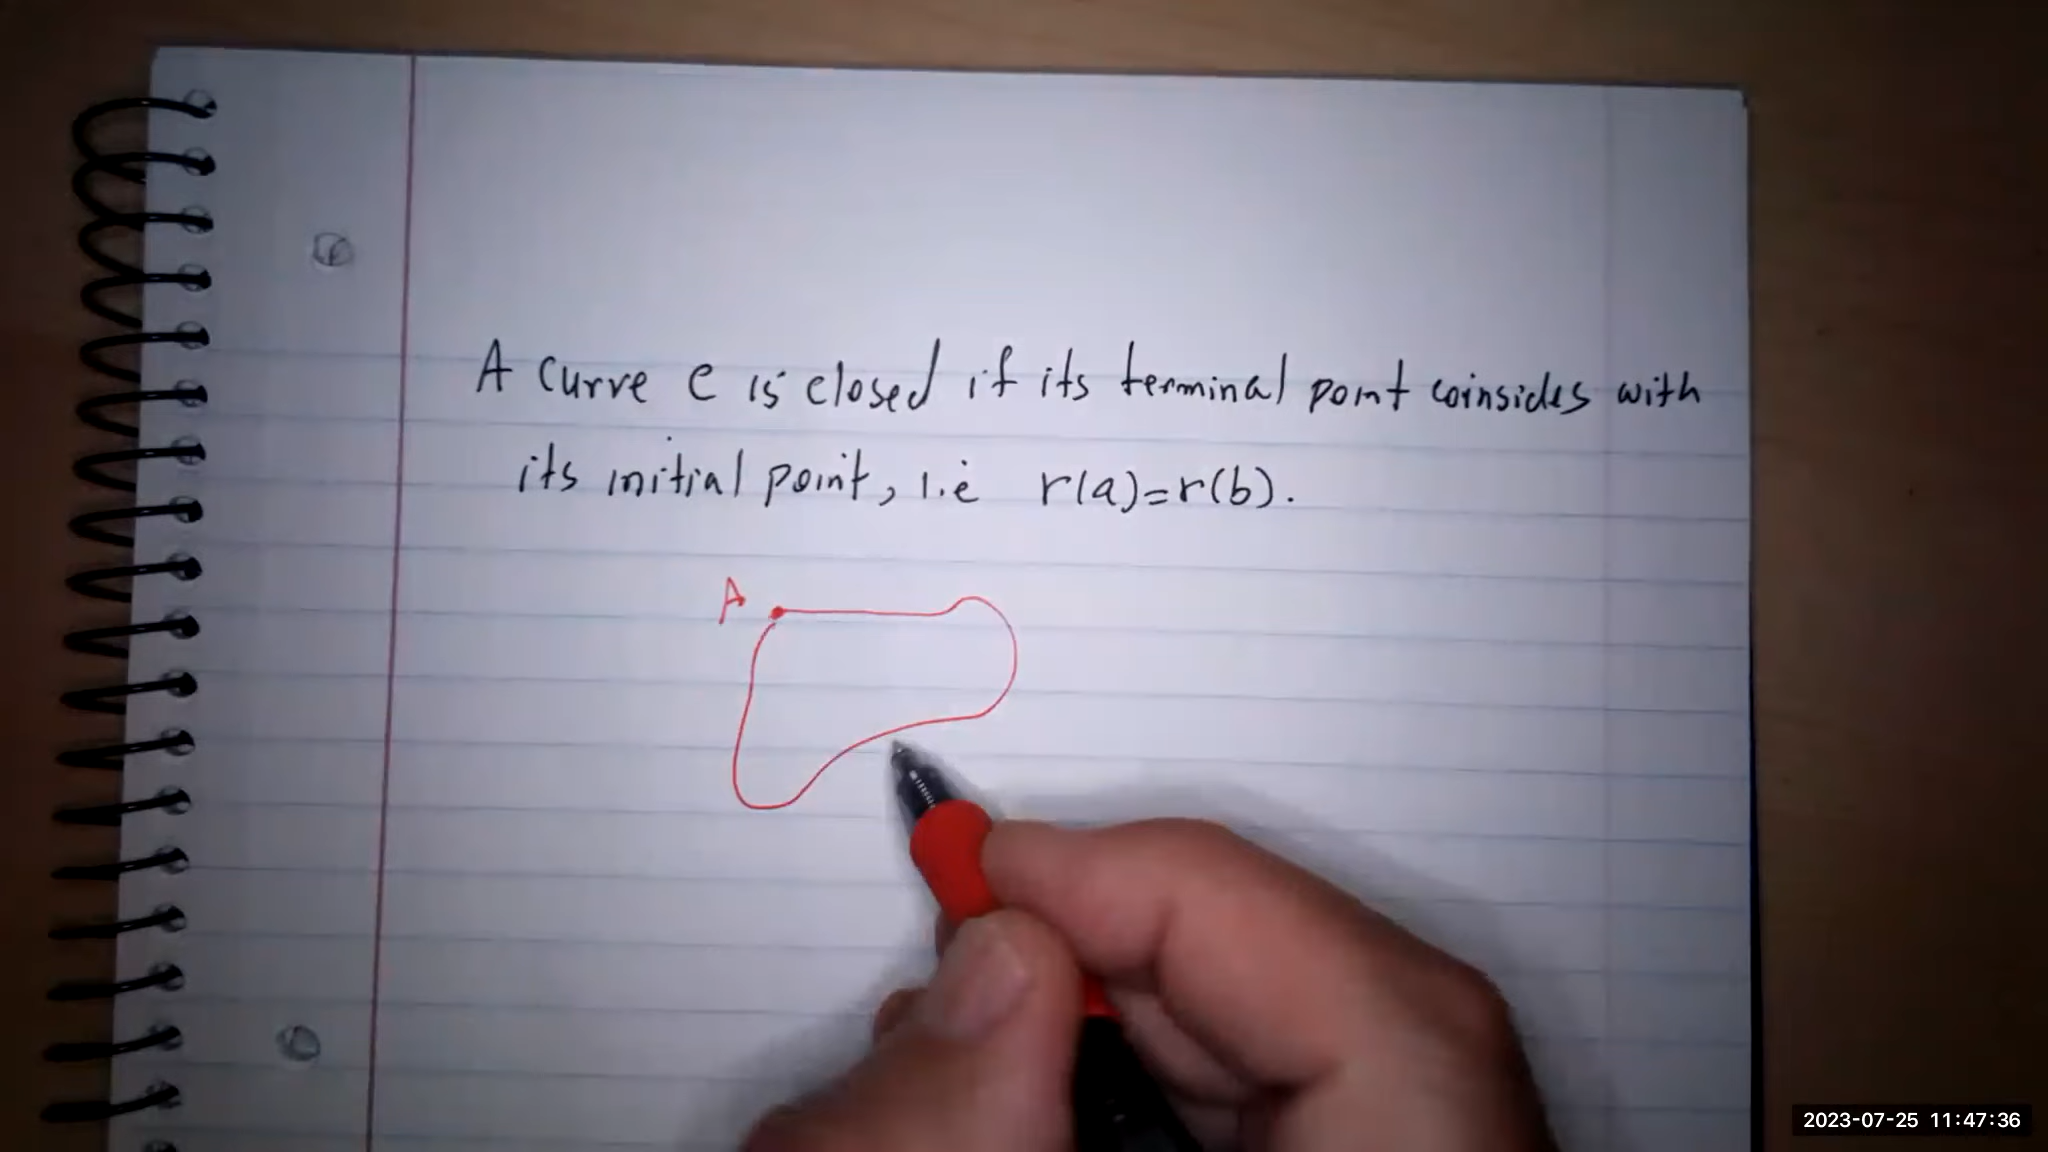 A curve C is closed if its terminal point coinsides with
its initial point, i.e r(a)=r(b).
A
2023-07-25 11:47:36